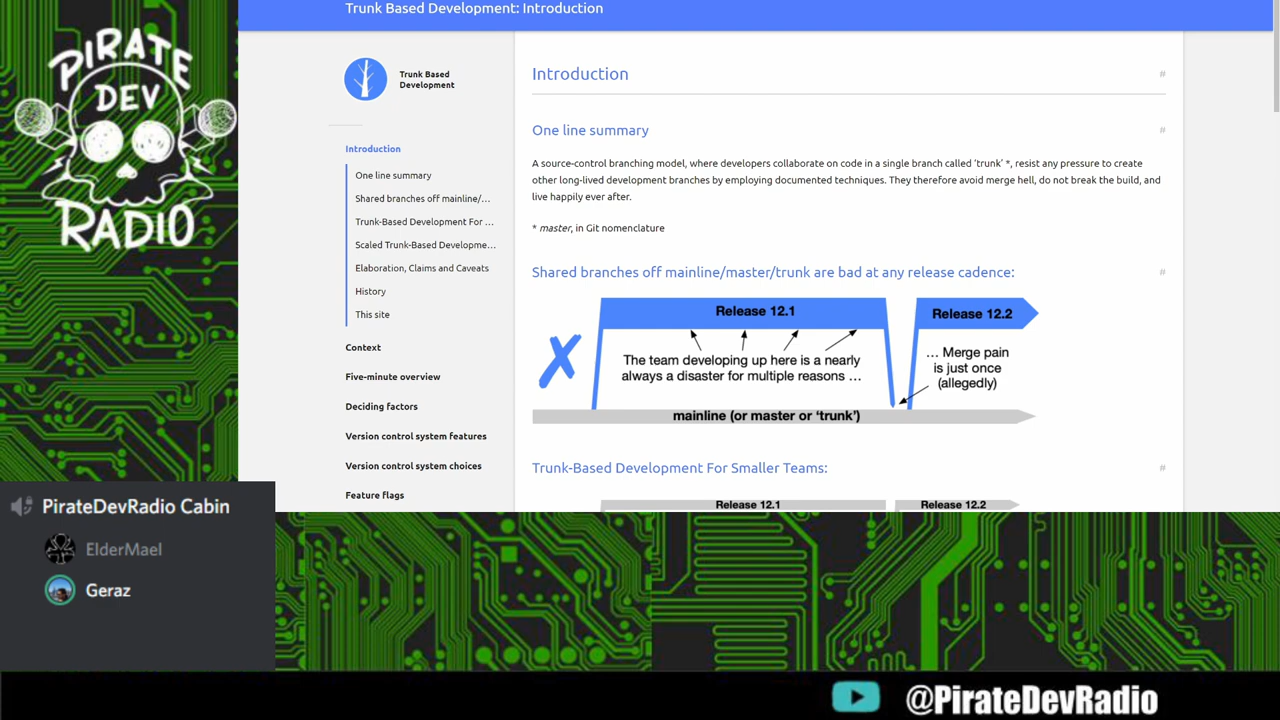 Trunk Based Development: Introduction
PIRATE
DEV
RADIO
Trunk Based
Development
Introduction
One line summary
Shared branches off mainline/…
Trunk-Based Development For …
Scaled Trunk-Based Developme…
Elaboration, Claims and Caveats
History
This site
Context
Five-minute overview
Deciding factors
Version control system features
Version control system choices
Feature flags
Introduction
#
One line summary
#
A source-control branching model, where developers collaborate on code in a single branch called ‘trunk’ *, resist any pressure to create
other long-lived development branches by employing documented techniques. They therefore avoid merge hell, do not break the build, and
live happily ever after.
* master, in Git nomenclature
Shared branches off mainline/master/trunk are bad at any release cadence:
#
Release 12.1
Release 12.2
The team developing up here is a nearly
always a disaster for multiple reasons …
… Merge pain
is just once
(allegedly)
mainline (or master or ‘trunk’)
Trunk-Based Development For Smaller Teams:
#
Release 12.1
Release 12.2
PirateDevRadio Cabin
ElderMael
Geraz
@PirateDevRadio